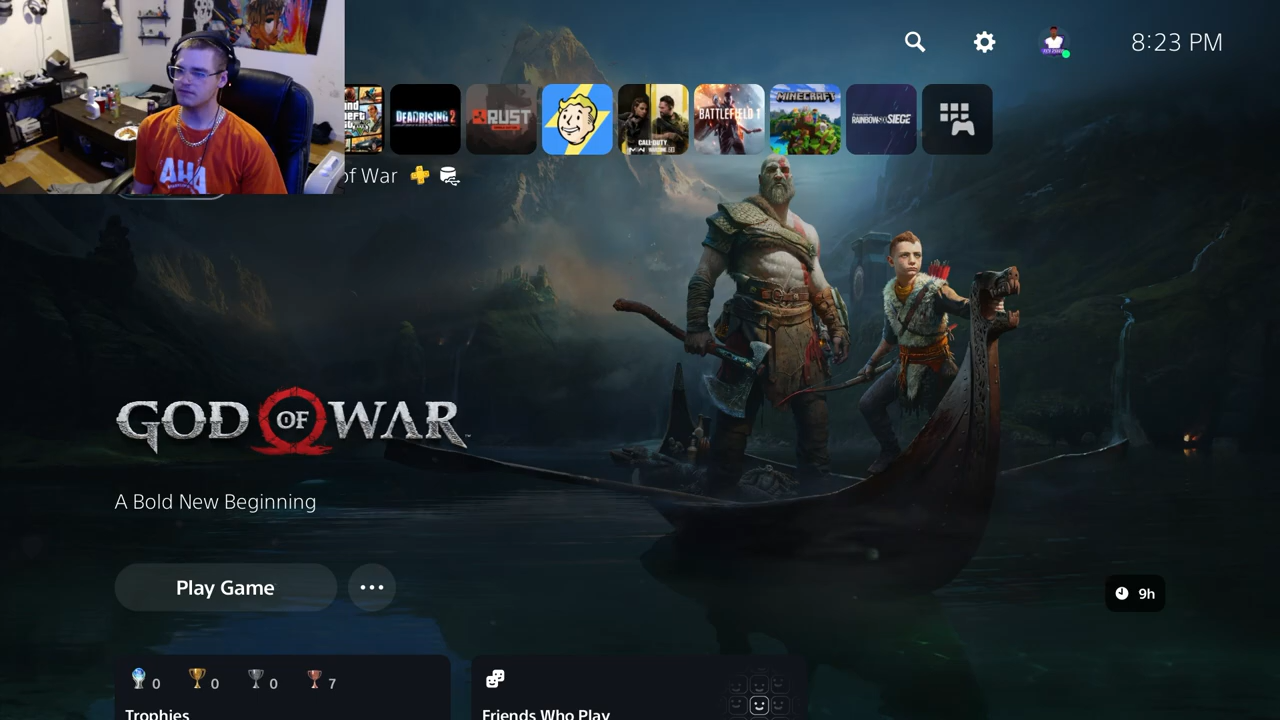 8:23 PM
DEADRISING 2
RUST
CALL OF DUTY
BATTLEFIELD 1
MINECRAFT
RAINBOW SIX SIEGE
of War
AHA
GOD OF WAR
A Bold New Beginning
Play Game
9h
0 0 0 7
Trophies
Friends Who Play